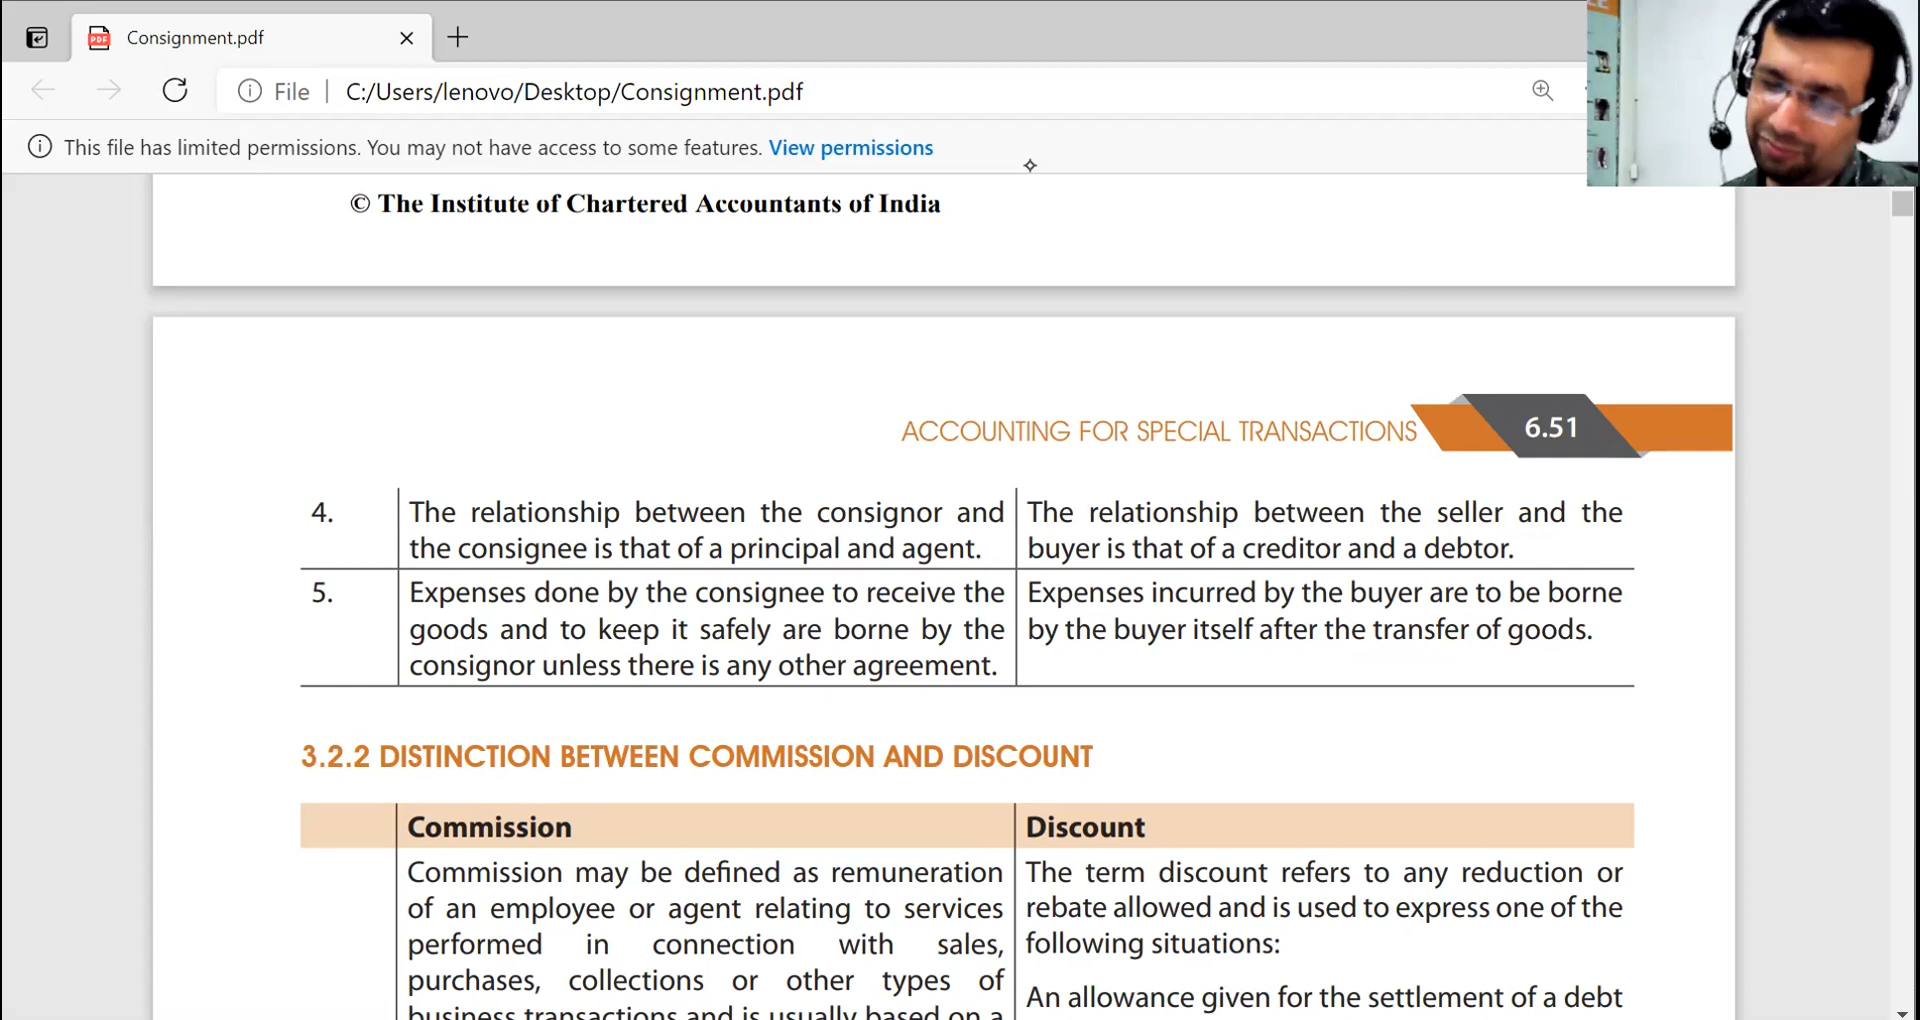 Consignment.pdf
File
C:/Users/lenovo/Desktop/Consignment.pdf
This file has limited permissions. You may not have access to some features. View permissions
© The Institute of Chartered Accountants of India
ACCOUNTING FOR SPECIAL TRANSACTIONS 6.51
4. The relationship between the consignor and
the consignee is that of a principal and agent.
The relationship between the seller and the
buyer is that of a creditor and a debtor.
5. Expenses done by the consignee to receive the
goods and to keep it safely are borne by the
consignor unless there is any other agreement.
Expenses incurred by the buyer are to be borne
by the buyer itself after the transfer of goods.
3.2.2 DISTINCTION BETWEEN COMMISSION AND DISCOUNT
Commission
Discount
Commission may be defined as remuneration
of an employee or agent relating to services
performed in connection with sales,
purchases, collections or other types of
business transactions and is usually based on a
The term discount refers to any reduction or
rebate allowed and is used to express one of the
following situations:
An allowance given for the settlement of a debt